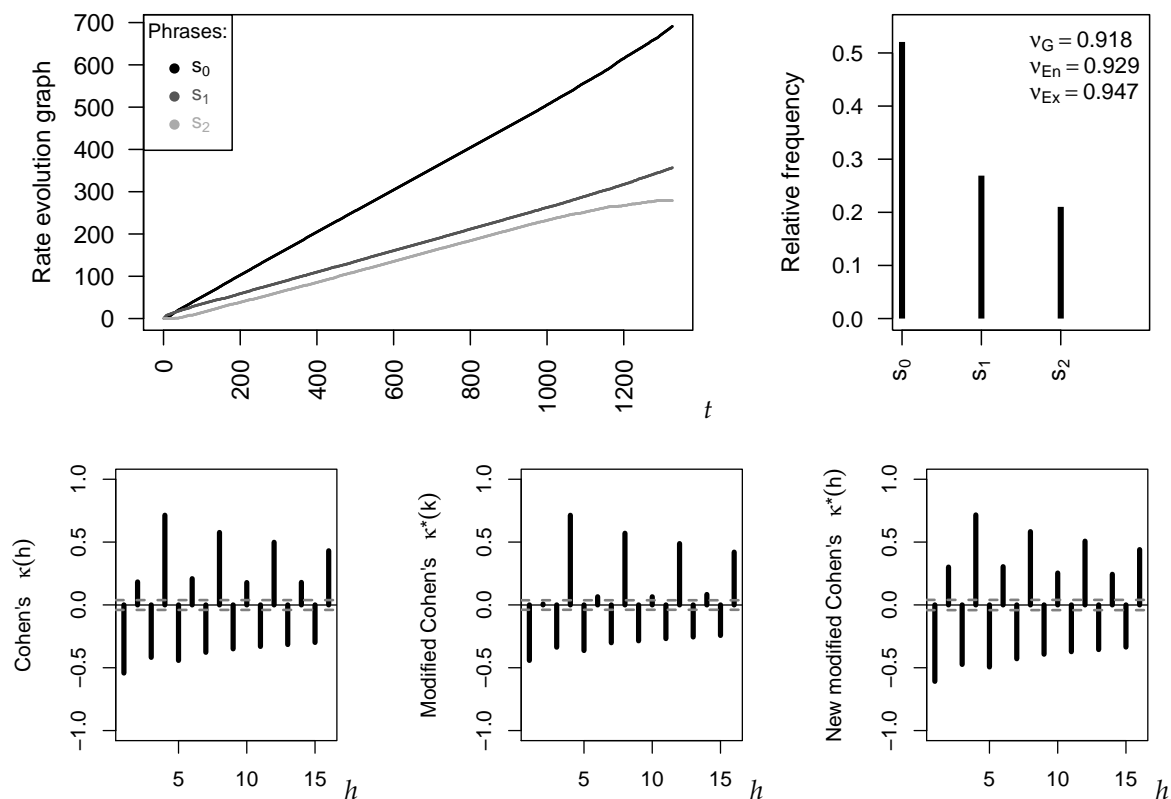 Rate evolution graph
700
600
500
400
300
200
100
0
Phrases:
s0
s1
s2
0
200
400
600
800
1000
1200
t
Relative frequency
0.5
0.4
0.3
0.2
0.1
0.0
νG = 0.918
νEn = 0.929
νEx = 0.947
s0
s1
s2
Cohen's κ(h)
1.0
0.5
0.0
−0.5
−1.0
5
10
15
h
Modified Cohen's κ*(k)
1.0
0.5
0.0
−0.5
−1.0
5
10
15
h
New modified Cohen's κ*(h)
1.0
0.5
0.0
−0.5
−1.0
5
10
15
h